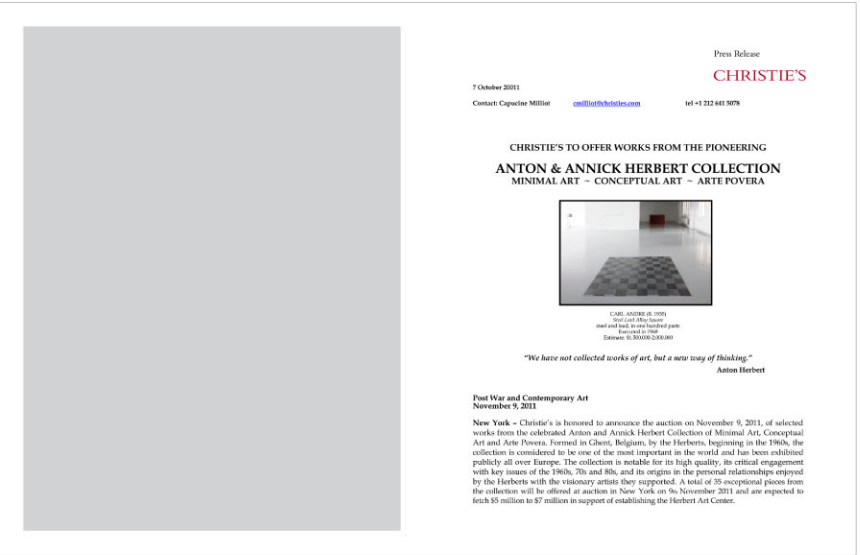 Press Release
CHRISTIE'S
7 October 20011
Contact: Capucine Milliot cmilliot@christies.com tel +1 212 641 5078
CHRISTIE'S TO OFFER WORKS FROM THE PIONEERING
ANTON & ANNICK HERBERT COLLECTION
MINIMAL ART ~ CONCEPTUAL ART ~ ARTE POVERA
CARL ANDRE (B. 1935)
Steel Lead Alloy Square
steel and lead, in one hundred parts
Executed in 1969
Estimate: $1,500,000-2,000,000
"We have not collected works of art, but a new way of thinking."
Anton Herbert
Post War and Contemporary Art
November 9, 2011
New York – Christie's is honored to announce the auction on November 9, 2011, of selected
works from the celebrated Anton and Annick Herbert Collection of Minimal Art, Conceptual
Art and Arte Povera. Formed in Ghent, Belgium, by the Herberts, beginning in the 1960s, the
collection is considered to be one of the most important in the world and has been exhibited
publicly all over Europe. The collection is notable for its high quality, its critical engagement
with key issues of the 1960s, 70s and 80s, and its origins in the personal relationships enjoyed
by the Herberts with the visionary artists they supported. A total of 35 exceptional pieces from
the collection will be offered at auction in New York on 9th November 2011 and are expected to
fetch $5 million to $7 million in support of establishing the Herbert Art Center.